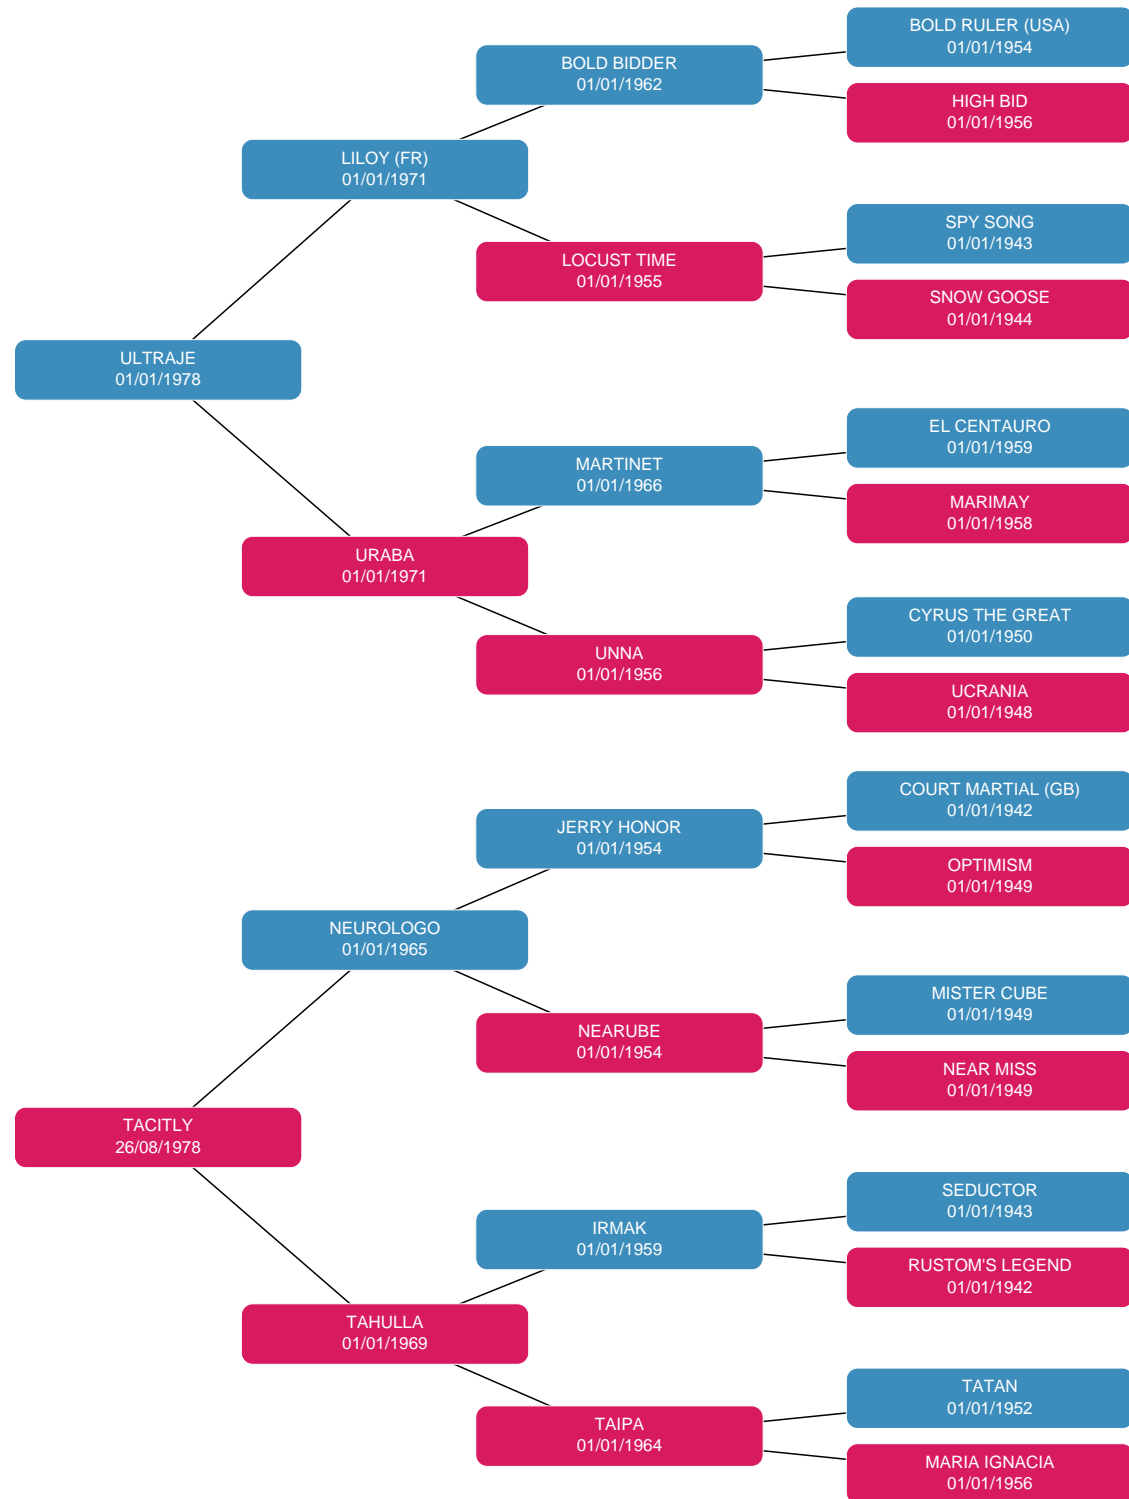 BOLD RULER (USA)
01/01/1954
BOLD BIDDER
01/01/1962
HIGH BID
01/01/1956
LILOY (FR)
01/01/1971
SPY SONG
01/01/1943
LOCUST TIME
01/01/1955
SNOW GOOSE
01/01/1944
ULTRAJE
01/01/1978
EL CENTAURO
01/01/1959
MARTINET
01/01/1966
MARIMAY
01/01/1958
URABA
01/01/1971
CYRUS THE GREAT
01/01/1950
UNNA
01/01/1956
UCRANIA
01/01/1948
COURT MARTIAL (GB)
01/01/1942
JERRY HONOR
01/01/1954
OPTIMISM
01/01/1949
NEUROLOGO
01/01/1965
MISTER CUBE
01/01/1949
NEARUBE
01/01/1954
NEAR MISS
01/01/1949
TACITLY
26/08/1978
SEDUCTOR
01/01/1943
IRMAK
01/01/1959
RUSTOM'S LEGEND
01/01/1942
TAHULLA
01/01/1969
TATAN
01/01/1952
TAIPA
01/01/1964
MARIA IGNACIA
01/01/1956